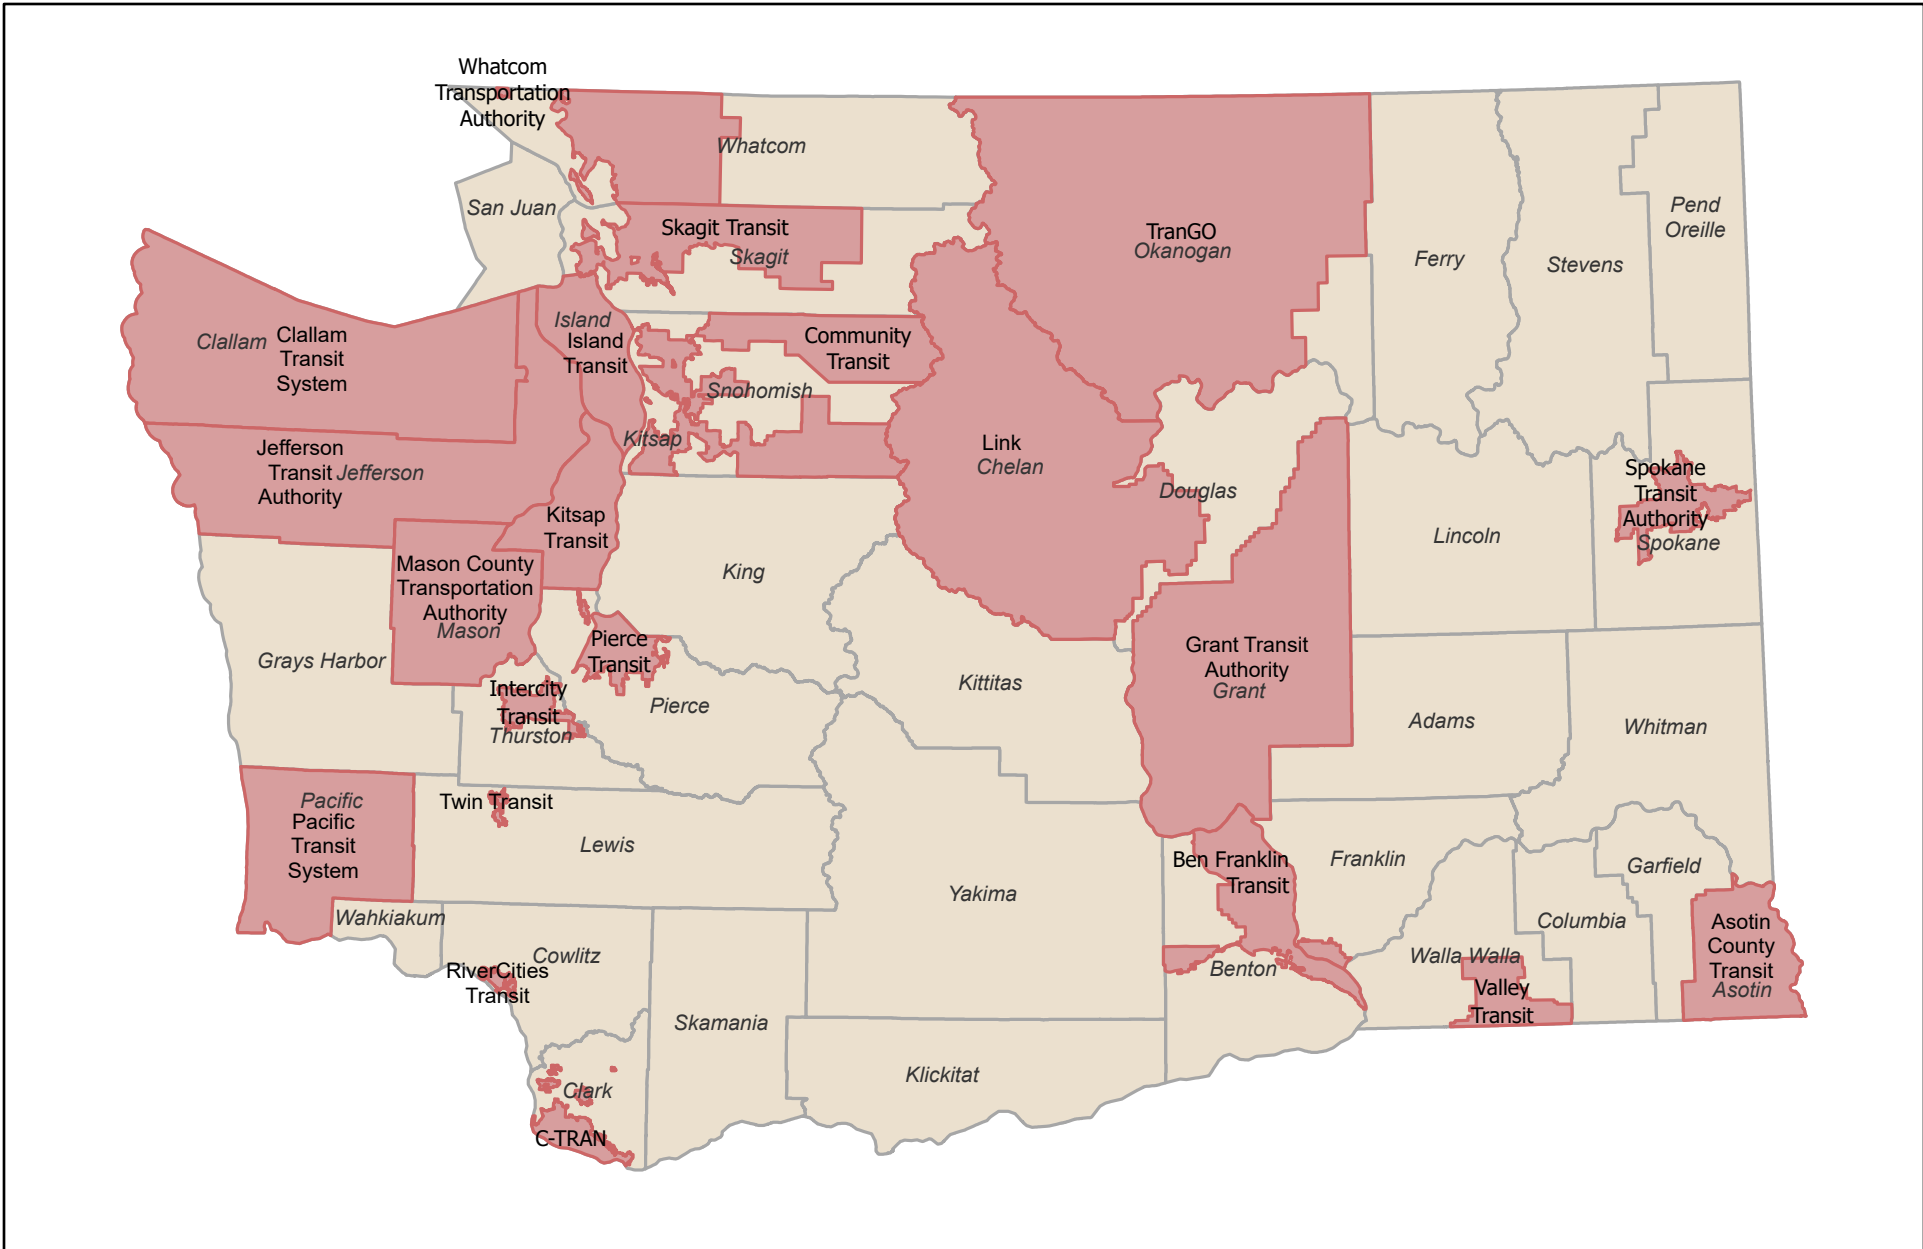 Whatcom
Transportation
Authority
Whatcom
San Juan
Skagit Transit
Skagit
TranGO
Okanogan
Ferry
Stevens
Pend
Oreille
Clallam
Clallam
Transit
System
Island
Island
Transit
Community
Transit
Snohomish
Jefferson
Transit
Authority
Jefferson
Kitsap
Kitsap
Transit
Link
Chelan
Douglas
Lincoln
Spokane
Transit
Authority
Spokane
Mason County
Transportation
Authority
Mason
King
Grays Harbor
Pierce
Transit
Pierce
Intercity
Transit
Thurston
Kittitas
Grant Transit
Authority
Grant
Adams
Whitman
Pacific
Pacific
Transit
System
Twin Transit
Lewis
Yakima
Ben Franklin
Transit
Franklin
Garfield
Columbia
Wahkiakum
Cowlitz
RiverCities
Transit
Skamania
Benton
Walla Walla
Valley
Transit
Asotin
County
Transit
Asotin
Klickitat
Clark
C-TRAN